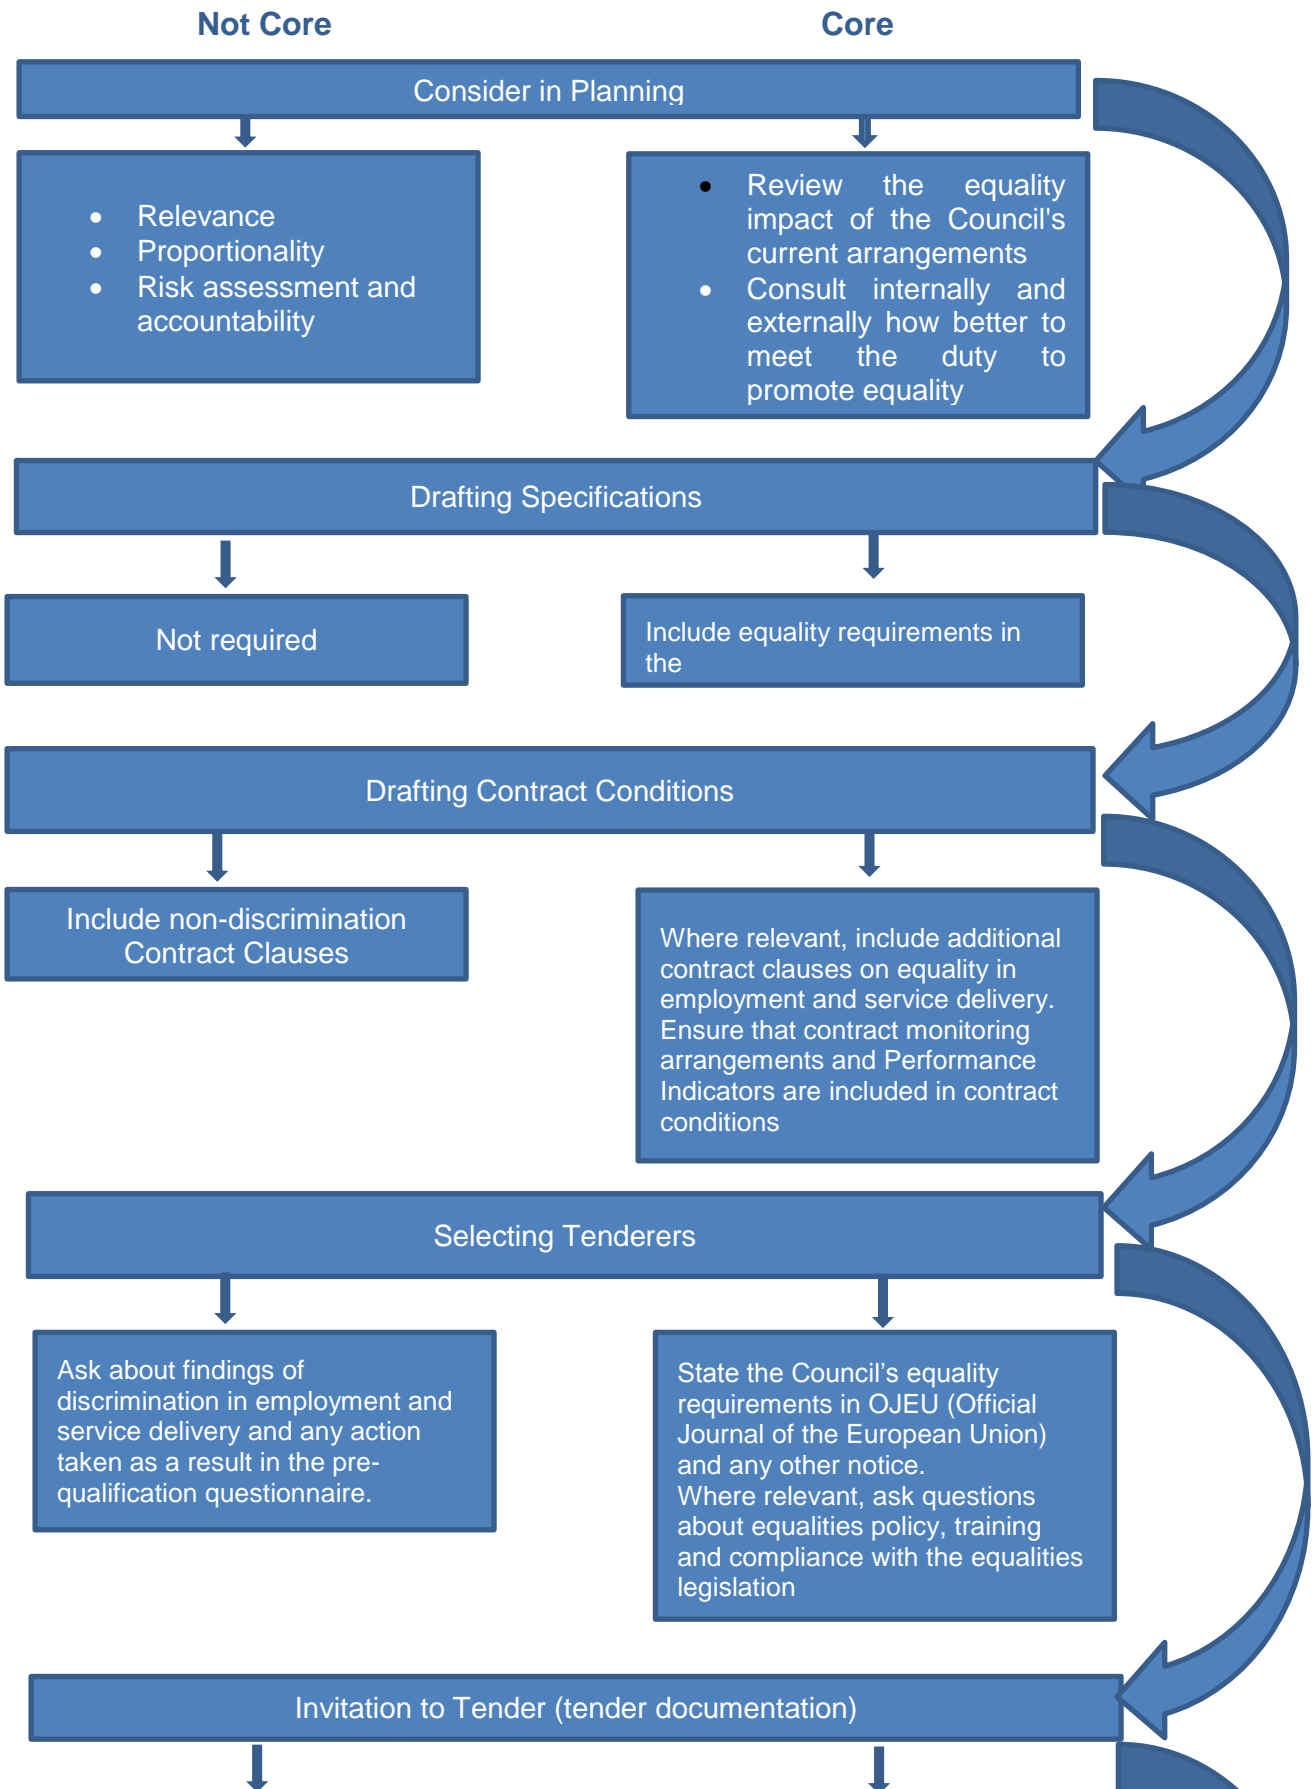 Not Core
Core
Consider in Planning
• Relevance
• Proportionality
• Risk assessment and
accountability
• Review the equality
impact of the Council's
current arrangements
• Consult internally and
externally how better to
meet the duty to
promote equality
Drafting Specifications
Not required
Include equality requirements in
the
Drafting Contract Conditions
Include non-discrimination
Contract Clauses
Where relevant, include additional
contract clauses on equality in
employment and service delivery.
Ensure that contract monitoring
arrangements and Performance
Indicators are included in contract
conditions
Selecting Tenderers
Ask about findings of
discrimination in employment and
service delivery and any action
taken as a result in the pre-
qualification questionnaire.
State the Council’s equality
requirements in OJEU (Official
Journal of the European Union)
and any other notice.
Where relevant, ask questions
about equalities policy, training
and compliance with the equalities
legislation
Invitation to Tender (tender documentation)